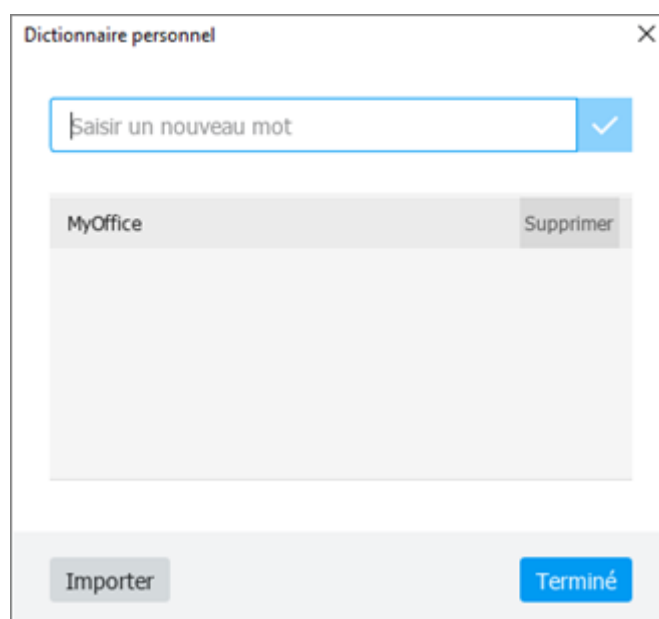 Dictionnaire personnel
Saisir un nouveau mot
MyOffice Supprimer
Importer Terminé